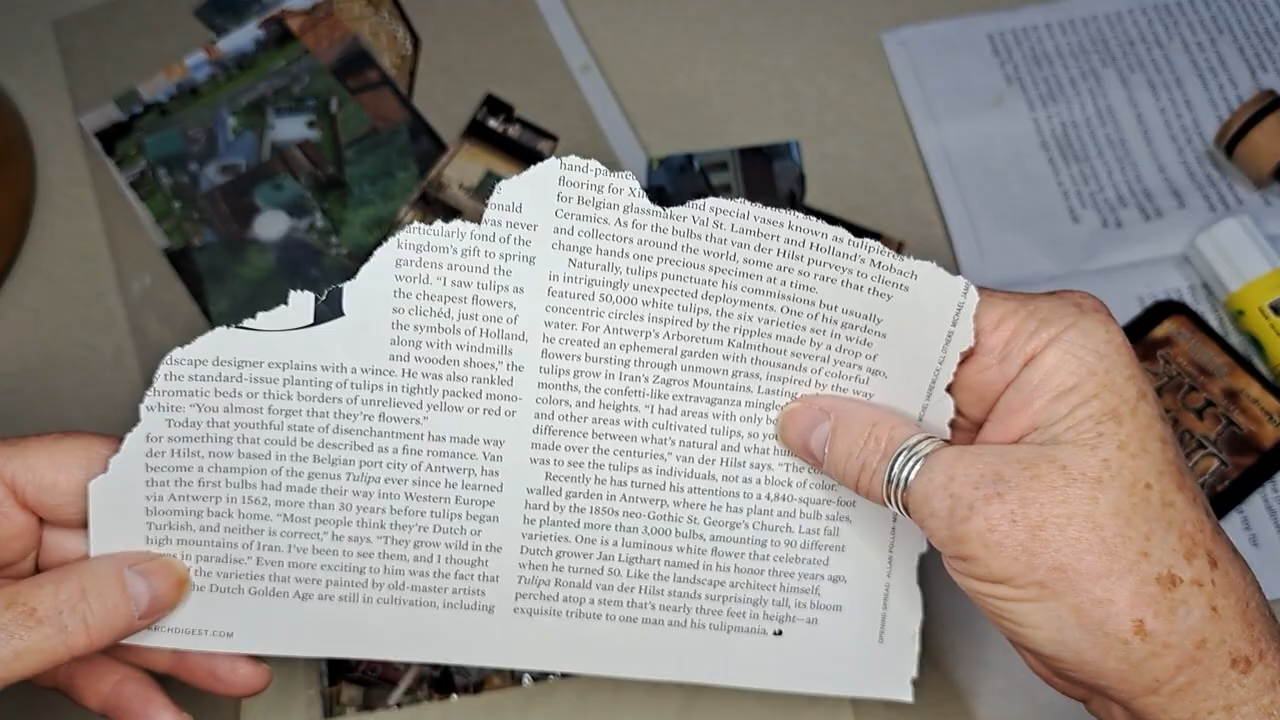 onald
was never
articularly fond of the
kingdom's gift to spring
gardens around the
world. "I saw tulips as
the cheapest flowers,
so clichéd, just one of
the symbols of Holland,
along with windmills
and wooden shoes," the
dscape designer explains with a wince. He was also rankled
y the standard-issue planting of tulips in tightly packed mono-
chromatic beds or thick borders of unrelieved yellow or red or
white: "You almost forget that they're flowers."
Today that youthful state of disenchantment has made way
for something that could be described as a fine romance. Van
der Hilst, now based in the Belgian port city of Antwerp, has
become a champion of the genus Tulipa ever since he learned
that the first bulbs had made their way into Western Europe
via Antwerp in 1562, more than 30 years before tulips began
blooming back home. "Most people think they're Dutch or
Turkish, and neither is correct," he says. "They grow wild in the
high mountains of Iran. I've been to see them, and I thought
in paradise." Even more exciting to him was the fact that
the varieties that were painted by old-master artists
the Dutch Golden Age are still in cultivation, including
ARCHDIGEST.COM
hand-painted
flooring for and special vases known as tulipières
for Belgian glassmaker Val St. Lambert and Holland's Mobach
Ceramics. As for the bulbs that van der Hilst purveys to clients
and collectors around the world, some are so rare that they
change hands one precious specimen at a time.
Naturally, tulips punctuate his commissions but usually
in intriguingly unexpected deployments. One of his gardens
featured 50,000 white tulips, the six varieties set in wide
concentric circles inspired by the ripples made by a drop of
water. For Antwerp's Arboretum Kalmthout several years ago,
he created an ephemeral garden with thousands of colorful
flowers bursting through unmown grass, inspired by the way
tulips grow in Iran's Zagros Mountains. Lasting
months, the confetti-like extravaganza
colors, and heights. "I had areas with only
and other areas with cultivated tulips, so
difference between what's natural and what
made over the centuries," van der Hilst says. "The
was to see the tulips as individuals, not as a block of color."
Recently he has turned his attentions to a 4,840-square-foot
walled garden in Antwerp, where he has plant and bulb sales,
hard by the 1850s neo-Gothic St. George's Church. Last fall
he planted more than 3,000 bulbs, amounting to 90 different
varieties. One is a luminous white flower that celebrated
Dutch grower Jan Ligthart named in his honor three years ago,
when he turned 50. Like the landscape architect himself,
Tulipa Ronald van der Hilst stands surprisingly tall, its bloom
perched atop a stem that's nearly three feet in height—an
exquisite tribute to one man and his tulipmania.
OPENING SPREAD: ALLAN ALL OTHERS: MICHAEL